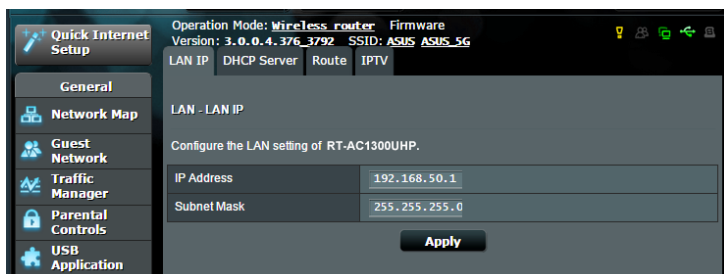 Quick Internet
Setup
Operation Mode: Wireless router Firmware
Version: 3.0.0.4.376_3792 SSID: ASUS ASUS_5G
LAN IP DHCP Server Route IPTV
General
Network Map
Guest
Network
Traffic
Manager
Parental
Controls
USB
Application
LAN - LAN IP
Configure the LAN setting of RT-AC1300UHP.
IP Address 192.168.50.1
Subnet Mask 255.255.255.0
Apply